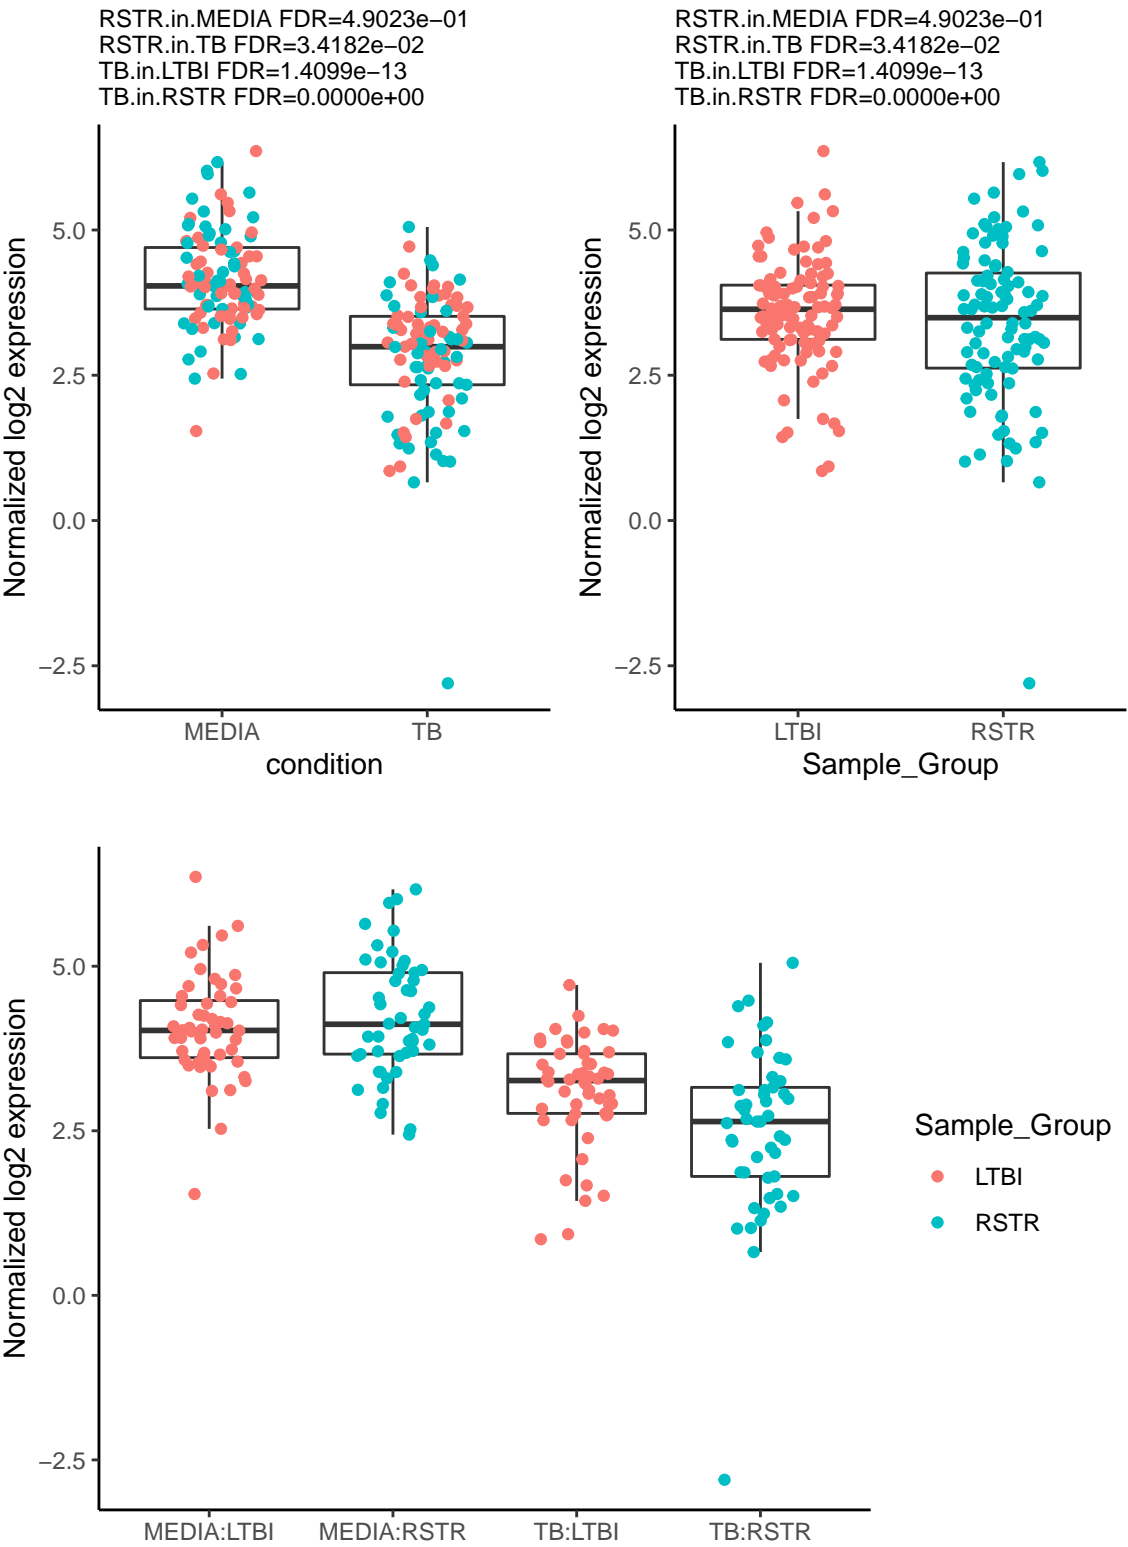 RSTR.in.MEDIA FDR=4.9023e−01
RSTR.in.TB FDR=3.4182e−02
TB.in.LTBI FDR=1.4099e−13
TB.in.RSTR FDR=0.0000e+00
Normalized log2 expression
5.0
2.5
0.0
−2.5
MEDIA TB
condition
RSTR.in.MEDIA FDR=4.9023e−01
RSTR.in.TB FDR=3.4182e−02
TB.in.LTBI FDR=1.4099e−13
TB.in.RSTR FDR=0.0000e+00
Normalized log2 expression
5.0
2.5
0.0
−2.5
LTBI RSTR
Sample_Group
Normalized log2 expression
5.0
2.5
0.0
−2.5
MEDIA:LTBI MEDIA:RSTR TB:LTBI TB:RSTR
Sample_Group
LTBI
RSTR